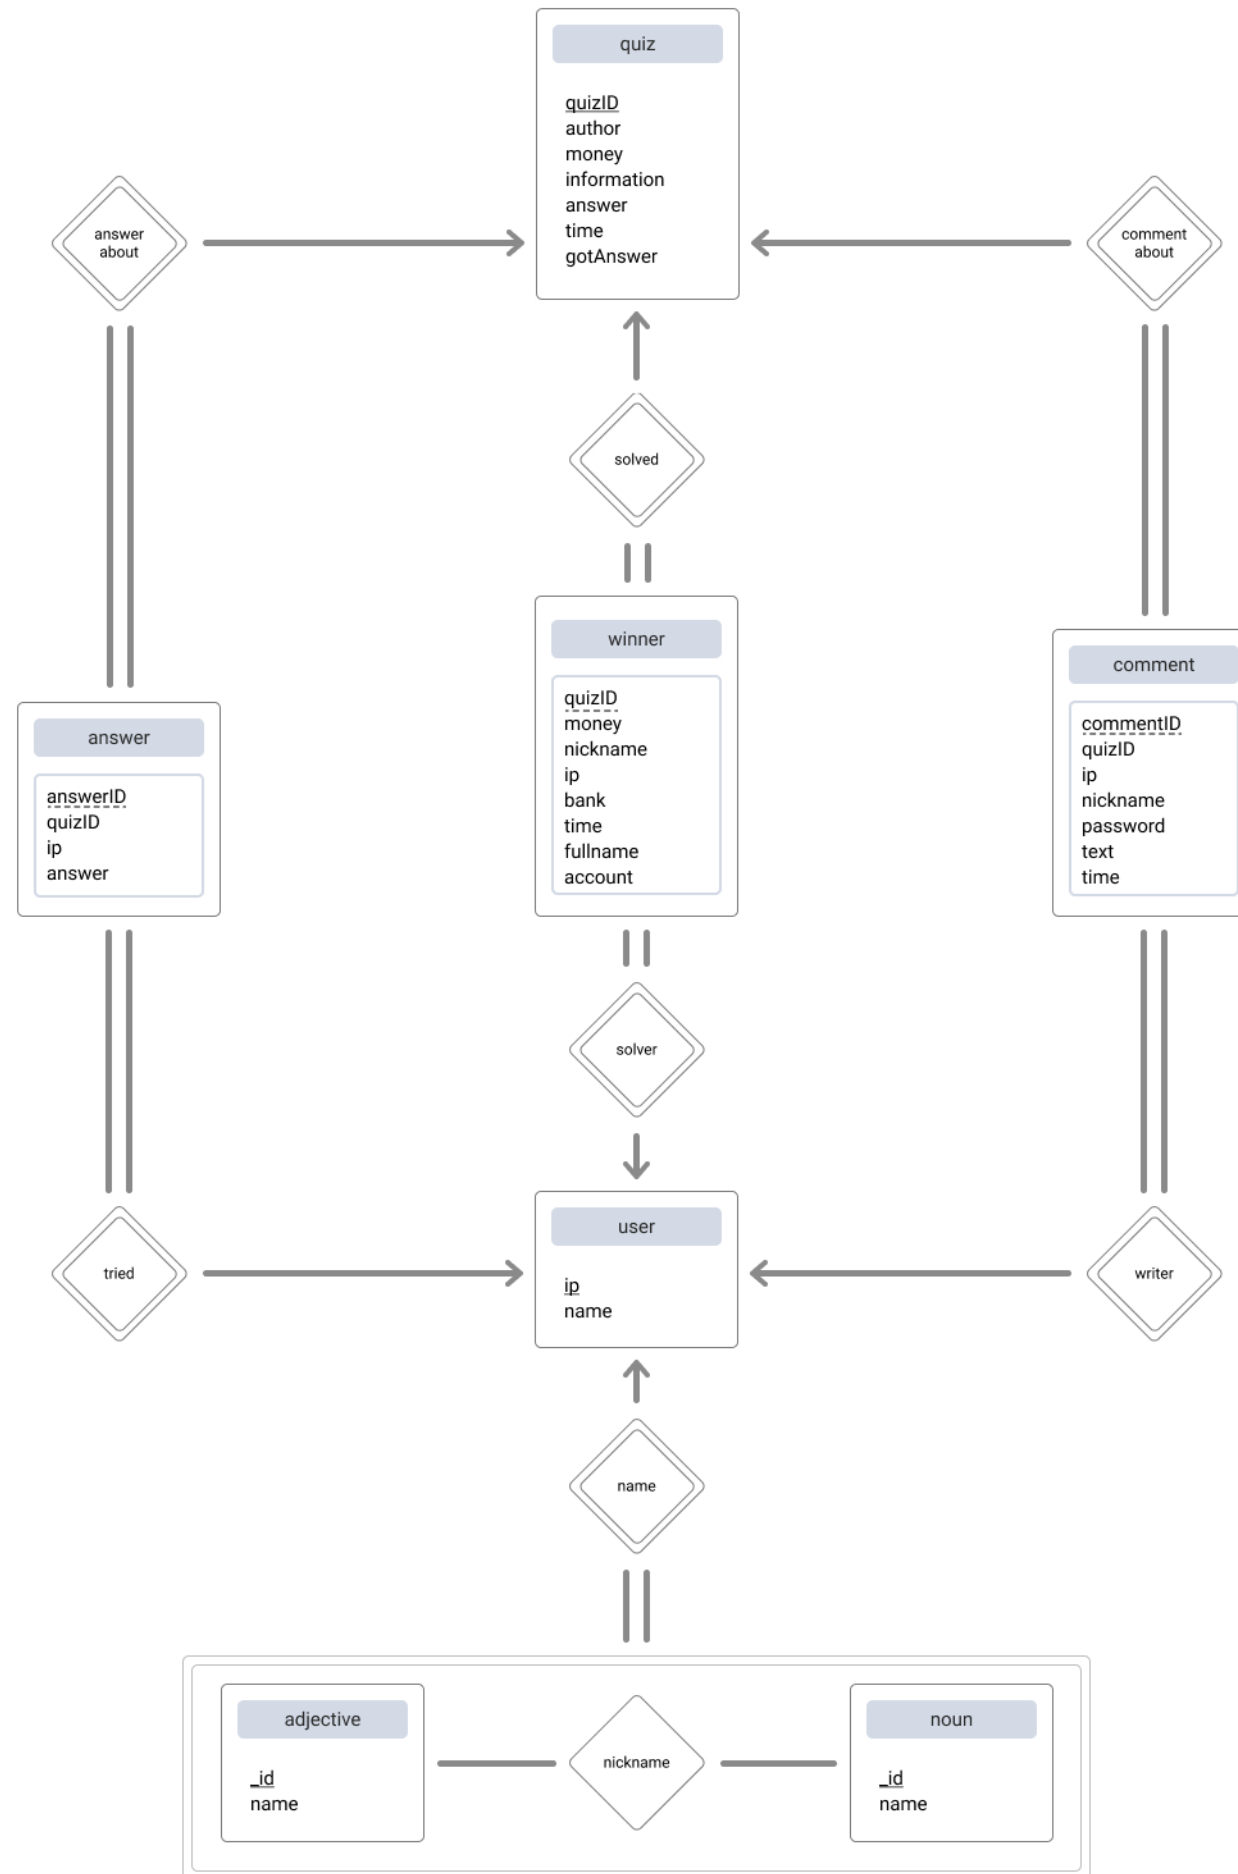 quiz
quizID
author
money
information
answer
time
gotAnswer
answer
about
comment
about
solved
winner
quizID
money
nickname
ip
bank
time
fullname
account
comment
commentID
quizID
ip
nickname
password
text
time
answer
answerID
quizID
ip
answer
solver
user
ip
name
tried
writer
name
adjective
_id
name
nickname
noun
_id
name